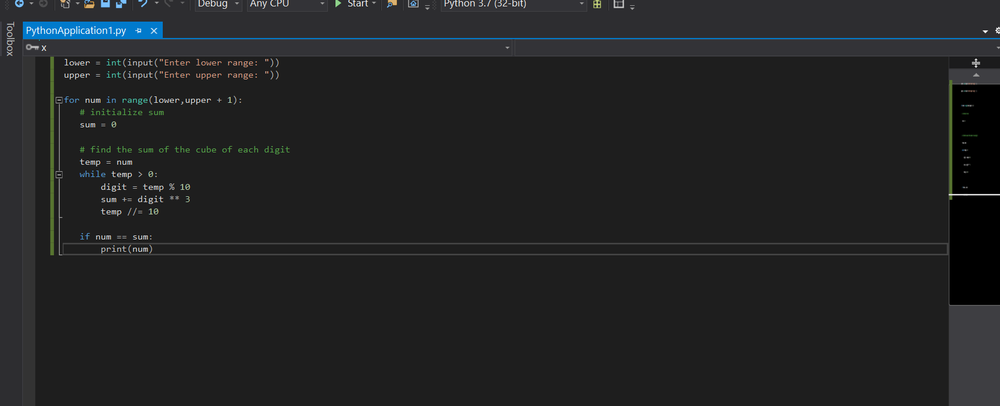 Debug Any CPU Start Python 3.7 (32-bit)
Toolbox
PythonApplication1.py
x
lower = int(input("Enter lower range: "))
upper = int(input("Enter upper range: "))
for num in range(lower,upper + 1):
# initialize sum
sum = 0
# find the sum of the cube of each digit
temp = num
while temp > 0:
digit = temp % 10
sum += digit ** 3
temp //= 10
if num == sum:
print(num)